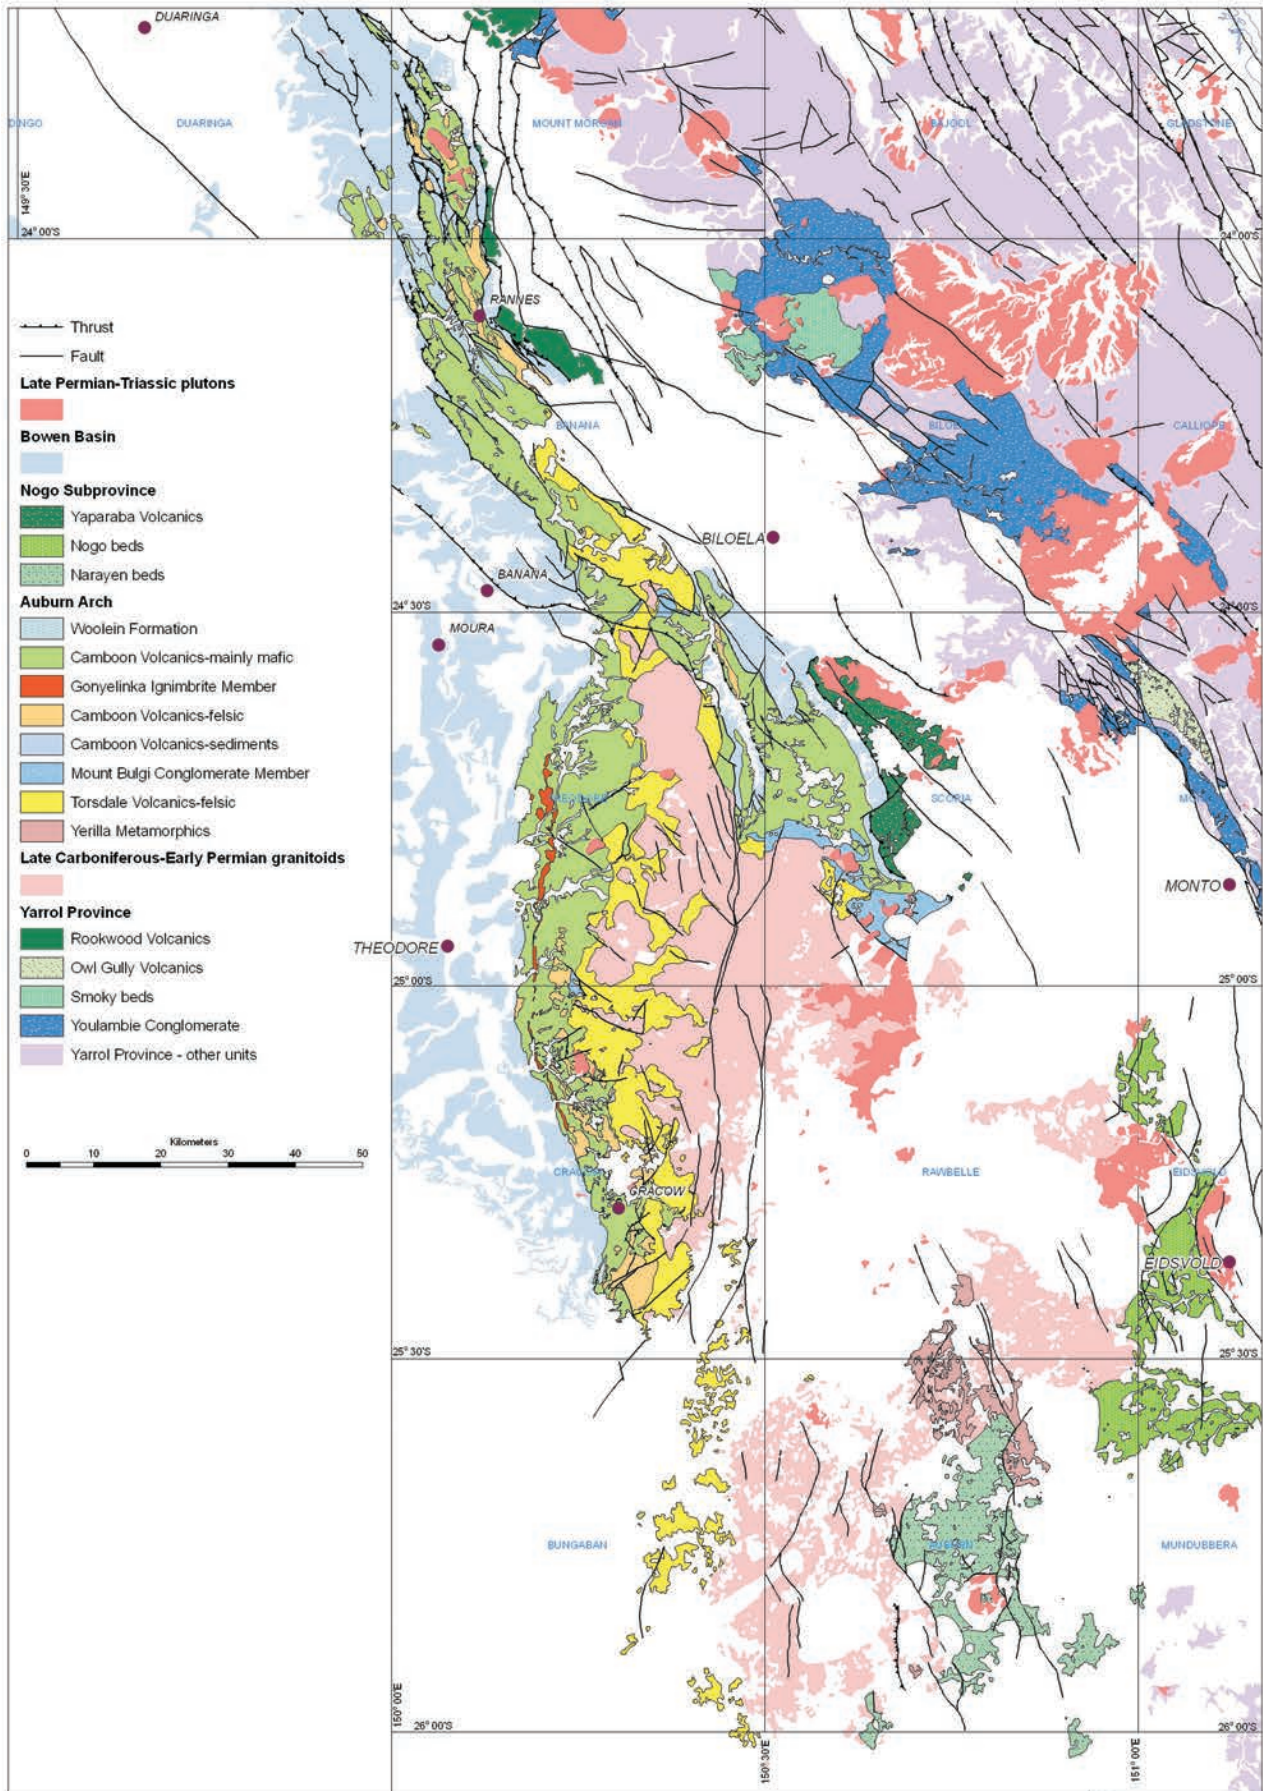 DUARINGA
DINGO
DUARINGA
MOUNT MORGAN
BAJOOL
GLADSTONE
149° 30'E
24° 00'S
24° 00'S
RANNES
Thrust
Fault
Late Permian-Triassic plutons
Bowen Basin
Nogo Subprovince
Yaparaba Volcanics
Nogo beds
Narayen beds
Auburn Arch
Woolein Formation
Camboon Volcanics-mainly mafic
Gonyelinka Ignimbrite Member
Camboon Volcanics-felsic
Camboon Volcanics-sediments
Mount Bulgi Conglomerate Member
Torsdale Volcanics-felsic
Yerilla Metamorphics
Late Carboniferous-Early Permian granitoids
Yarrol Province
Rookwood Volcanics
Owl Gully Volcanics
Smoky beds
Youlambie Conglomerate
Yarrol Province - other units
Kilometers
0 10 20 30 40 50
BANANA
CALLIOPE
BILOELA
BANANA
24° 30'S
MOURA
SCORIA
MONTO
THEODORE
25° 00'S
25° 00'S
CRACOW
RAWBELLE
EIDSVOLD
CRACOW
EIDSVOLD
25° 30'S
25° 30'S
BUNGABAN
AUBURN
MUNDUBBERA
150° 00'E
26° 00'S
150° 30'E
151° 00'E
26° 00'S